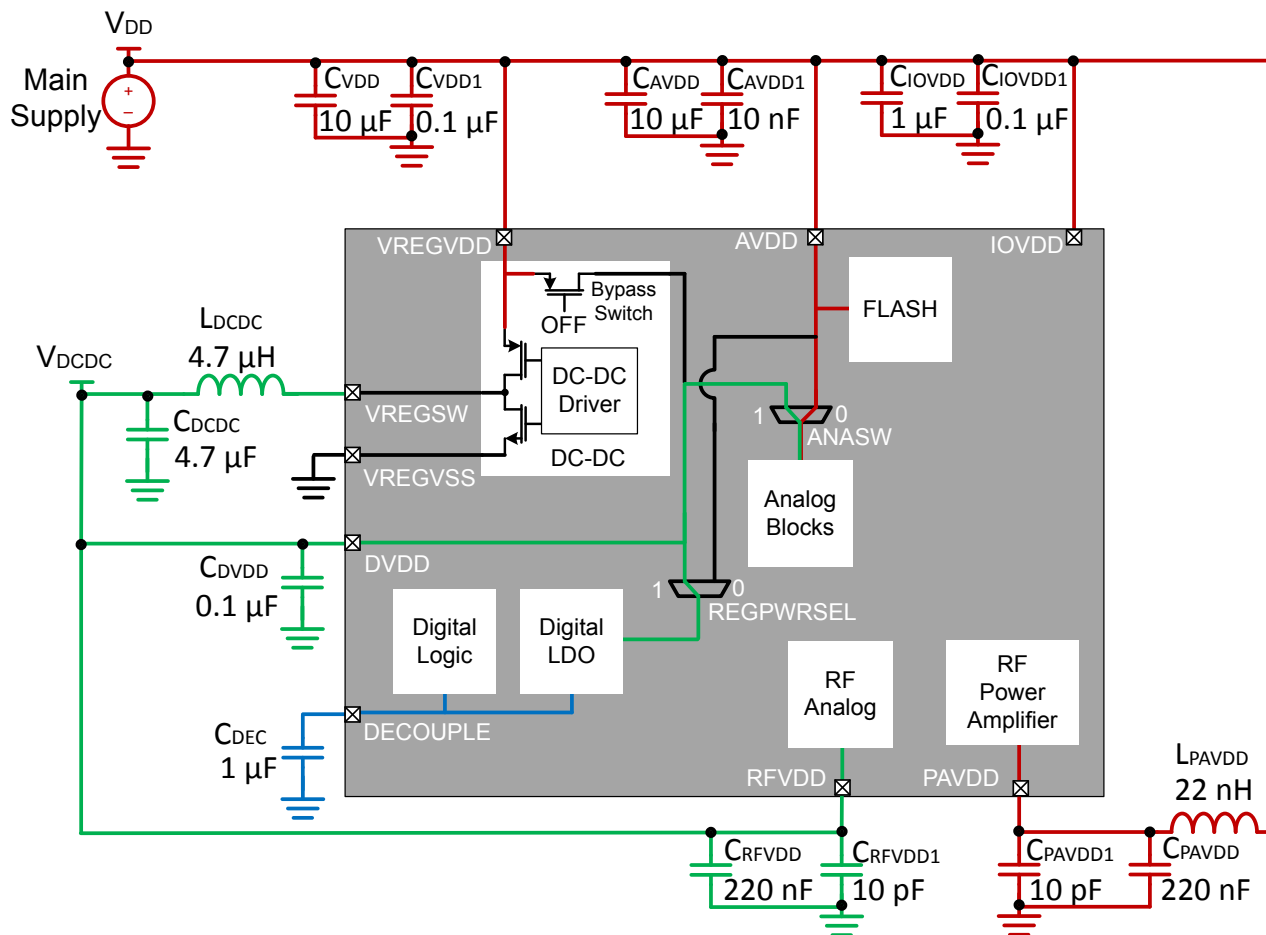 VDD
Main
Supply
+
–
CVDD
10 µF
CVDD1
0.1 µF
CAVDD
10 µF
CAVDD1
10 nF
CIOVDD
1 µF
CIOVDD1
0.1 µF
VREGVDD
AVDD
IOVDD
Bypass
Switch
OFF
FLASH
LDCDC
4.7 µH
VDCDC
DC-DC
Driver
VREGSW
CDCDC
4.7 µF
1
0
ANASW
DC-DC
VREGVSS
Analog
Blocks
DVDD
CDVDD
0.1 µF
1
0
REGPWRSEL
Digital
Logic
Digital
LDO
RF
Analog
RF
Power
Amplifier
DECOUPLE
CDEC
1 µF
RFVDD
PAVDD
LPAVDD
22 nH
CRFVDD
220 nF
CRFVDD1
10 pF
CPAVDD1
10 pF
CPAVDD
220 nF